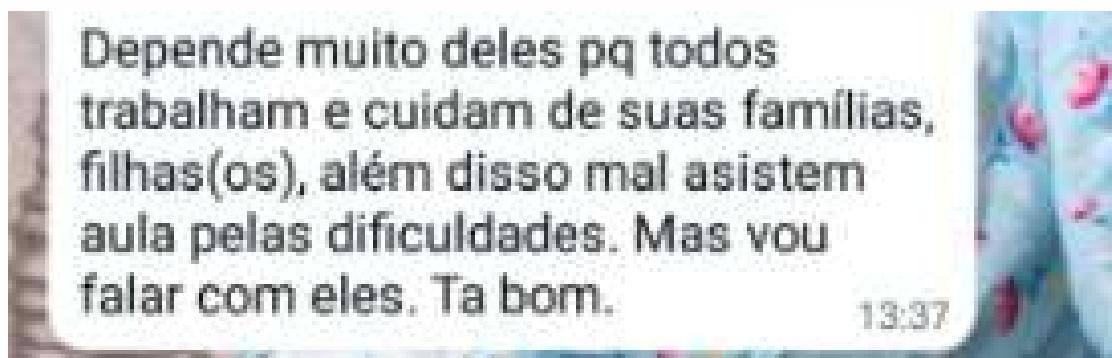 Depende muito deles pq todos
trabalham e cuidam de suas famílias,
filhas(os), além disso mal asistem
aula pelas dificuldades. Mas vou
falar com eles. Ta bom.
13:37